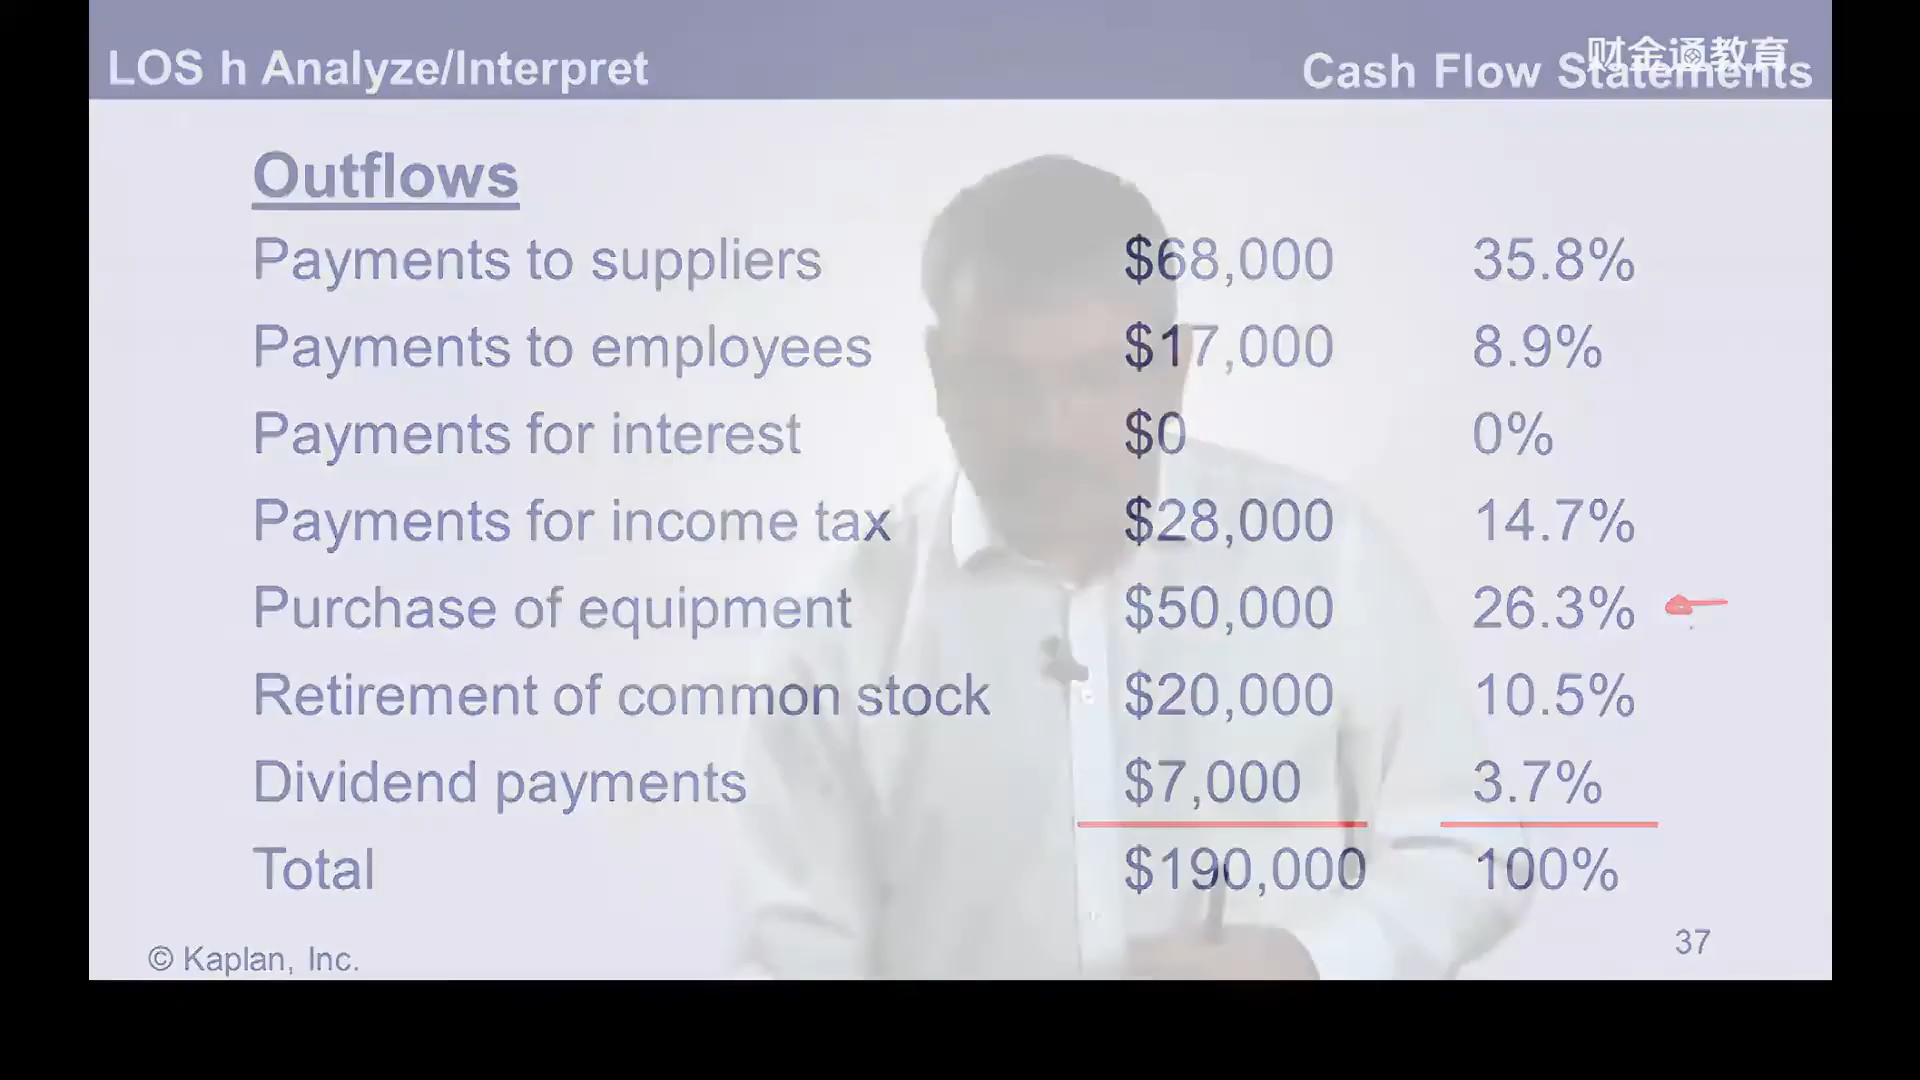 LOS h Analyze/Interpret
Cash Flow Statements
财金通教育
Outflows
Payments to suppliers $68,000 35.8%
Payments to employees $17,000 8.9%
Payments for interest $0 0%
Payments for income tax $28,000 14.7%
Purchase of equipment $50,000 26.3%
Retirement of common stock $20,000 10.5%
Dividend payments $7,000 3.7%
Total $190,000 100%
© Kaplan, Inc.
37